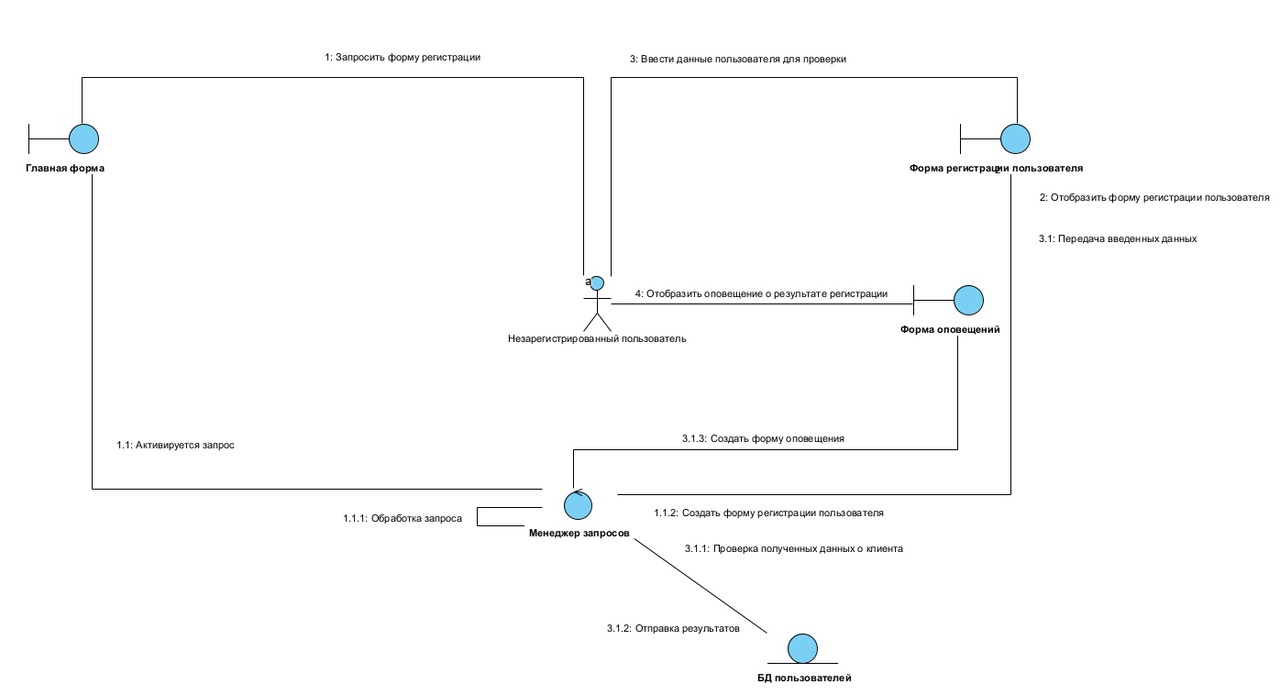 1: Запросить форму регистрации
3: Ввести данные пользователя для проверки
Главная форма
Форма регистрации пользователя
2: Отобразить форму регистрации пользователя
3.1: Передача введенных данных
a
4: Отобразить оповещение о результате регистрации
Форма оповещений
Незарегистрированный пользователь
3.1.3: Создать форму оповещения
1.1: Активируется запрос
1.1.1: Обработка запроса
1.1.2: Создать форму регистрации пользователя
Менеджер запросов
3.1.1: Проверка полученных данных о клиента
3.1.2: Отправка результатов
БД пользователей